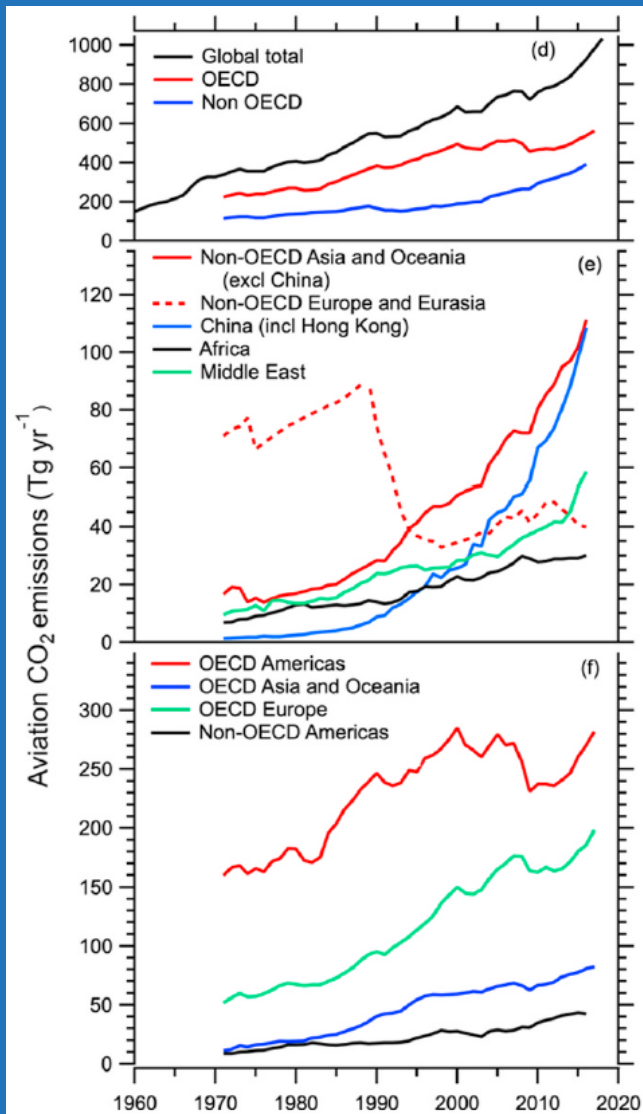 Aviation CO₂ emissions (Tg yr⁻¹)
(d)
Global total
OECD
Non OECD
1000
800
600
400
200
0
(e)
Non-OECD Asia and Oceania
(excl China)
Non-OECD Europe and Eurasia
China (incl Hong Kong)
Africa
Middle East
120
100
80
60
40
20
0
(f)
OECD Americas
OECD Asia and Oceania
OECD Europe
Non-OECD Americas
300
250
200
150
100
50
0
1960 1970 1980 1990 2000 2010 2020